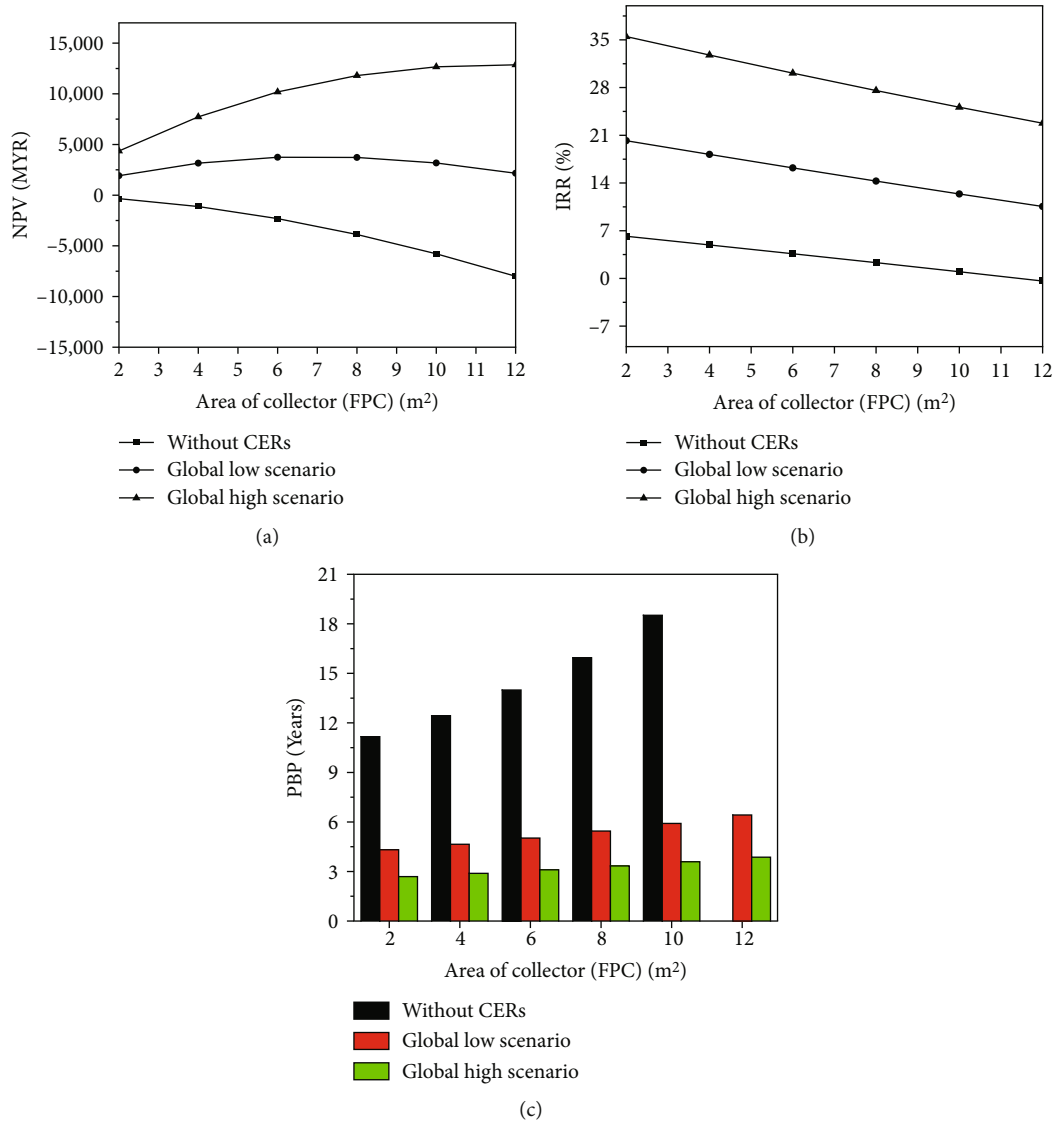 15,000
10,000
5,000
0
–5,000
–10,000
–15,000
NPV (MYR)
2 3 4 5 6 7 8 9 10 11 12
Area of collector (FPC) (m²)
Without CERs
Global low scenario
Global high scenario
(a)
35
28
21
14
7
0
–7
IRR (%)
2 3 4 5 6 7 8 9 10 11 12
Area of collector (FPC) (m²)
Without CERs
Global low scenario
Global high scenario
(b)
21
18
15
12
9
6
3
0
PBP (Years)
2 4 6 8 10 12
Area of collector (FPC) (m²)
Without CERs
Global low scenario
Global high scenario
(c)